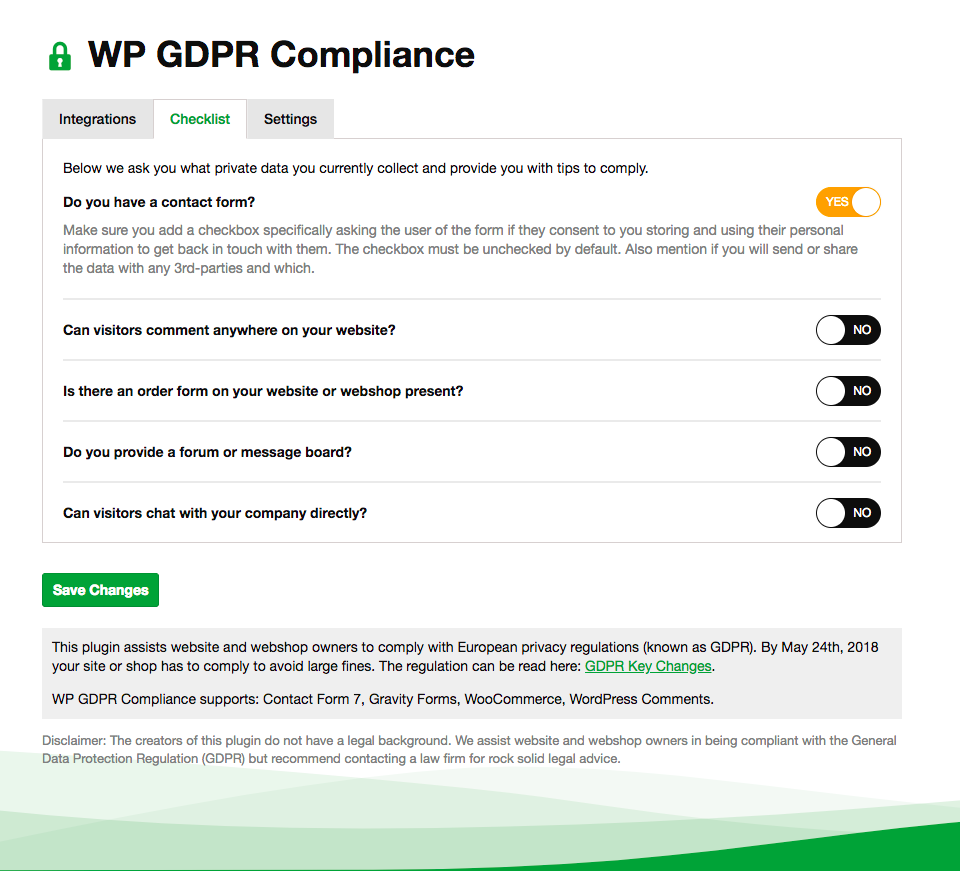 WP GDPR Compliance
Integrations
Checklist
Settings
Below we ask you what private data you currently collect and provide you with tips to comply.
Do you have a contact form?
YES
Make sure you add a checkbox specifically asking the user of the form if they consent to you storing and using their personal
information to get back in touch with them. The checkbox must be unchecked by default. Also mention if you will send or share
the data with any 3rd-parties and which.
Can visitors comment anywhere on your website?
NO
Is there an order form on your website or webshop present?
NO
Do you provide a forum or message board?
NO
Can visitors chat with your company directly?
NO
Save Changes
This plugin assists website and webshop owners to comply with European privacy regulations (known as GDPR). By May 24th, 2018
your site or shop has to comply to avoid large fines. The regulation can be read here: GDPR Key Changes.
WP GDPR Compliance supports: Contact Form 7, Gravity Forms, WooCommerce, WordPress Comments.
Disclaimer: The creators of this plugin do not have a legal background. We assist website and webshop owners in being compliant with the General
Data Protection Regulation (GDPR) but recommend contacting a law firm for rock solid legal advice.